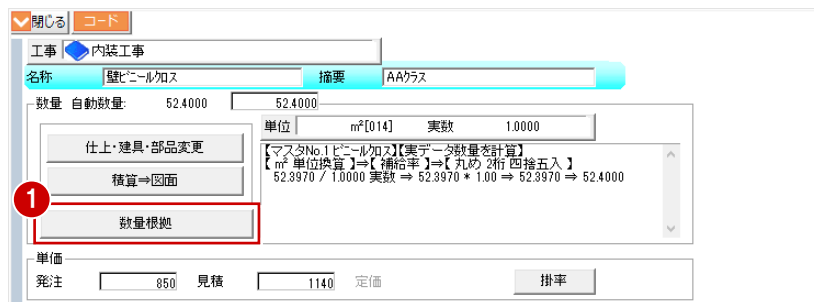 閉じる コード
工事 内装工事
名称 壁ビニールクロス 摘要 AAクラス
数量 自動数量: 52.4000 52.4000
単位 m²[014] 実数 1.0000
仕上・建具・部品変更
【マスタNo.1 ビニールクロス】【実データ数量を計算】
【 m² 単位換算 】⇒【 補給率 】⇒【 丸め 2桁 四捨五入 】
52.3970 / 1.0000 実数 ⇒ 52.3970 * 1.00 ⇒ 52.3970 ⇒ 52.4000
積算⇒図面
1
数量根拠
単価
発注 850 見積 1140 定価 掛率